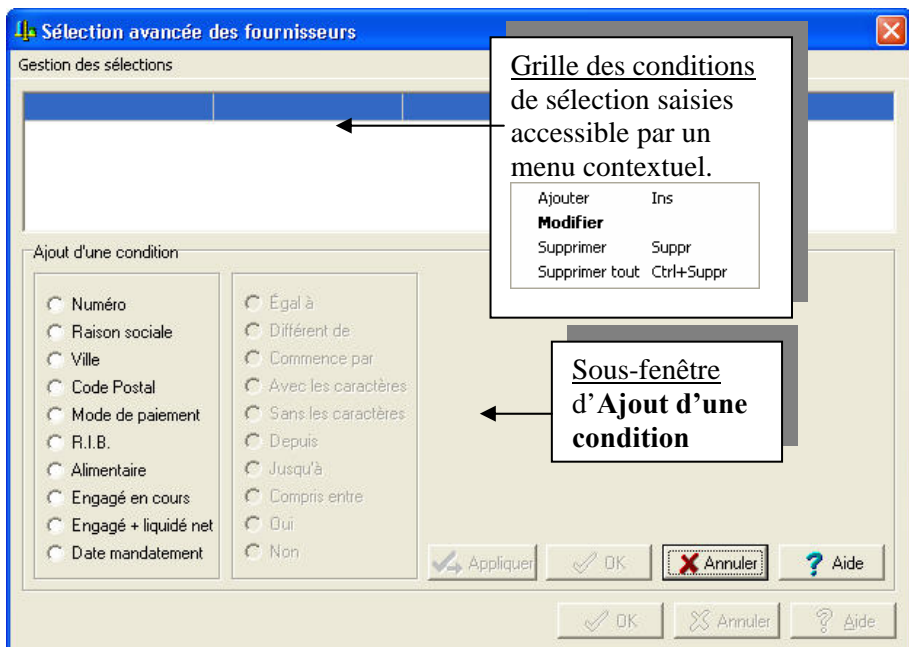 Sélection avancée des fournisseurs
Gestion des sélections
Grille des conditions
de sélection saisies
accessible par un
menu contextuel.
Ajouter Ins
Modifier
Supprimer Suppr
Supprimer tout Ctrl+Suppr
Ajout d'une condition
Numéro
Raison sociale
Ville
Code Postal
Mode de paiement
R.I.B.
Alimentaire
Engagé en cours
Engagé + liquidé net
Date mandatement
Égal à
Différent de
Commence par
Avec les caractères
Sans les caractères
Depuis
Jusqu'à
Compris entre
Oui
Non
Sous-fenêtre
d'Ajout d'une
condition
Appliquer OK Annuler Aide
OK Annuler Aide